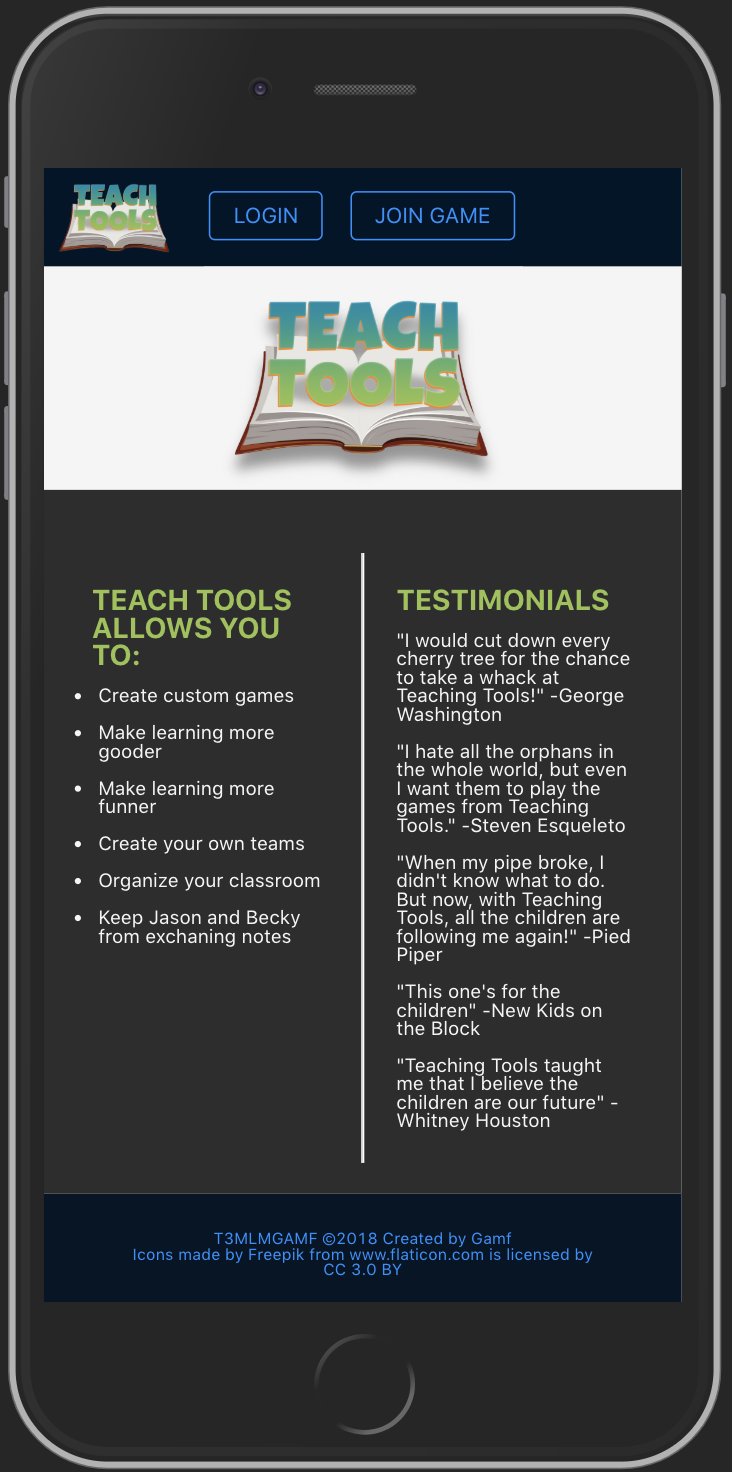 TEACH
TOOLS
LOGIN
JOIN GAME
TEACH
TOOLS
TEACH TOOLS
ALLOWS YOU
TO:
• Create custom games
• Make learning more
gooder
• Make learning more
funner
• Create your own teams
• Organize your classroom
• Keep Jason and Becky
from exchaning notes
TESTIMONIALS
"I would cut down every
cherry tree for the chance
to take a whack at
Teaching Tools!" -George
Washington
"I hate all the orphans in
the whole world, but even
I want them to play the
games from Teaching
Tools." -Steven Esqueleto
"When my pipe broke, I
didn't know what to do.
But now, with Teaching
Tools, all the children are
following me again!" -Pied
Piper
"This one's for the
children" -New Kids on
the Block
"Teaching Tools taught
me that I believe the
children are our future" -
Whitney Houston
T3MLMGAMF ©2018 Created by Gamf
Icons made by Freepik from www.flaticon.com is licensed by
CC 3.0 BY